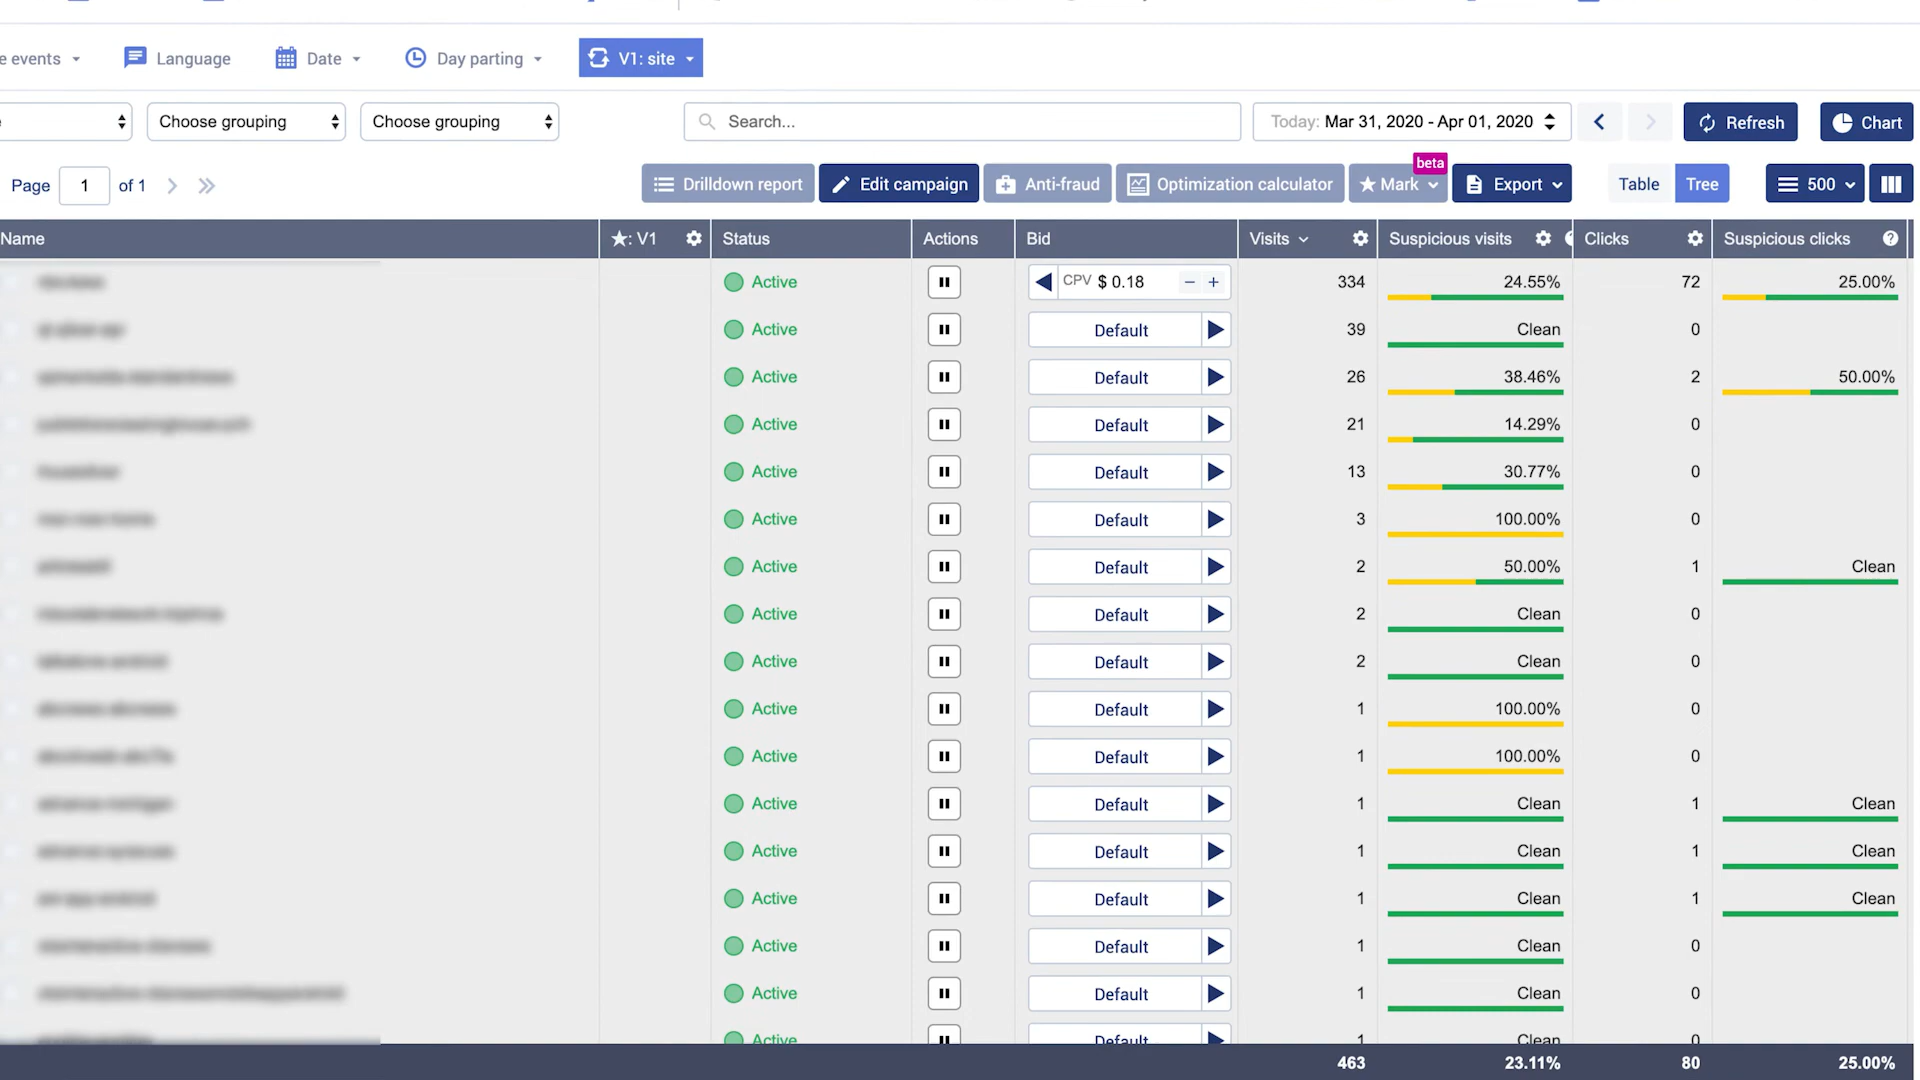 e events Language Date Day parting V1: site
e Choose grouping Choose grouping Search... Today: Mar 31, 2020 - Apr 01, 2020 Refresh Chart
beta
Page 1 of 1 Drilldown report Edit campaign Anti-fraud Optimization calculator Mark Export Table Tree 500
Name : V1 Status Actions Bid Visits Suspicious visits Clicks Suspicious clicks ?
Active CPV $ 0.18 − + 334 24.55% 72 25.00%
Active Default 39 Clean 0
Active Default 26 38.46% 2 50.00%
Active Default 21 14.29% 0
Active Default 13 30.77% 0
Active Default 3 100.00% 0
Active Default 2 50.00% 1 Clean
Active Default 2 Clean 0
Active Default 2 Clean 0
Active Default 1 100.00% 0
Active Default 1 100.00% 0
Active Default 1 Clean 1 Clean
Active Default 1 Clean 1 Clean
Active Default 1 Clean 1 Clean
Active Default 1 Clean 0
Active Default 1 Clean 0
Active Default 1 Clean 0
463 23.11% 80 25.00%